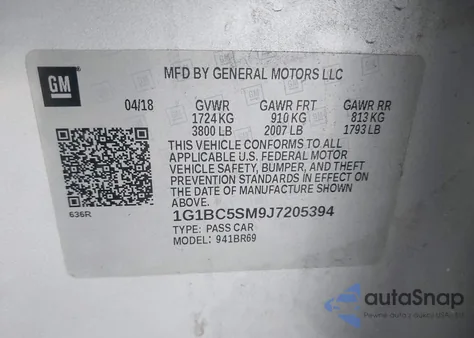 GM
MFD BY GENERAL MOTORS LLC
04/18 GVWR GAWR FRT GAWR RR
1724 KG 910 KG 813 KG
3800 LB 2007 LB 1793 LB
THIS VEHICLE CONFORMS TO ALL
APPLICABLE U.S. FEDERAL MOTOR
VEHICLE SAFETY, BUMPER, AND THEFT
PREVENTION STANDARDS IN EFFECT ON
THE DATE OF MANUFACTURE SHOWN
ABOVE.
636R
1G1BC5SM9J7205394
TYPE: PASS CAR
MODEL: 941BR69
autoSnap